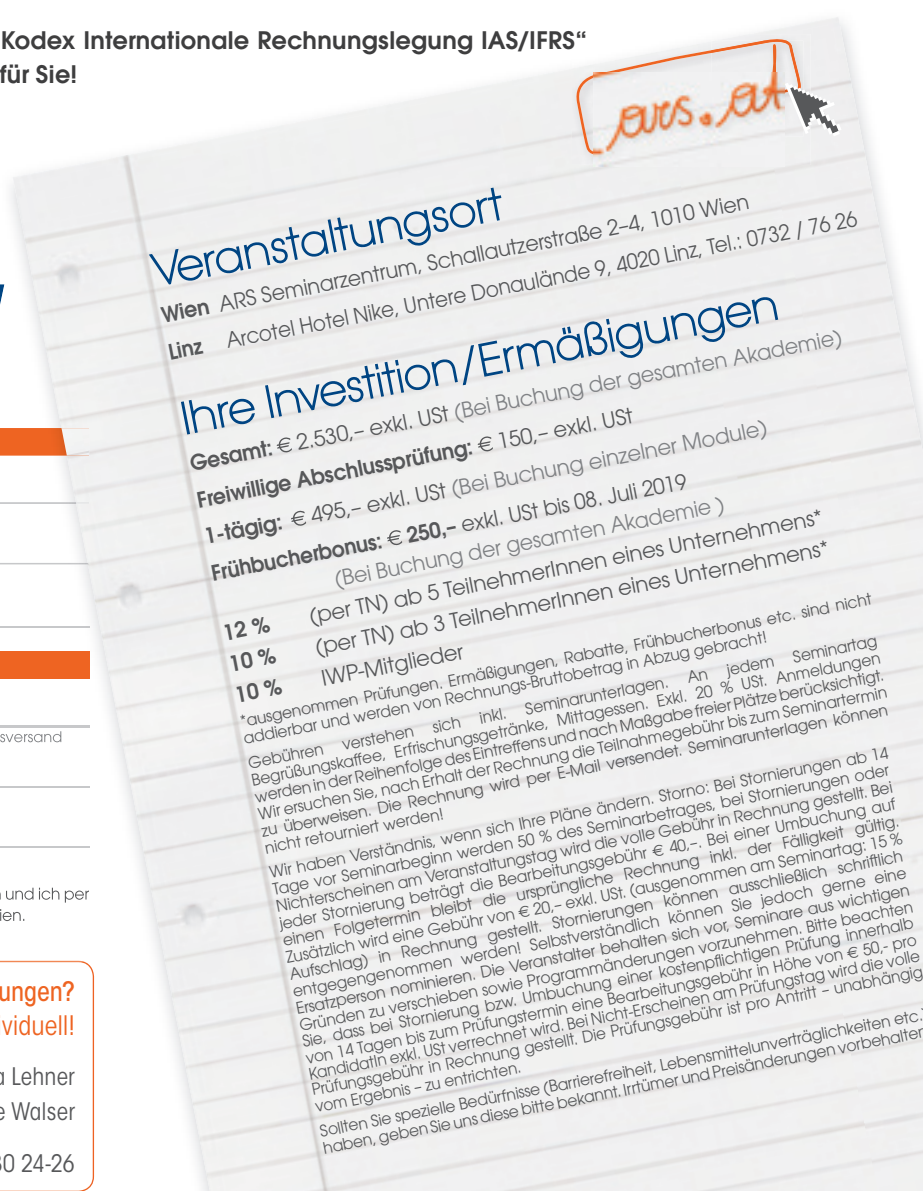 Kodex Internationale Rechnungslegung IAS/IFRS“
für Sie!
ars.at
Veranstaltungsort
Wien ARS Seminarzentrum, Schallautzerstraße 2–4, 1010 Wien
Linz Arcotel Hotel Nike, Untere Donaulände 9, 4020 Linz, Tel.: 0732 / 76 26
Ihre Investition/Ermäßigungen
Gesamt: € 2.530,– exkl. USt (Bei Buchung der gesamten Akademie)
Freiwillige Abschlussprüfung: € 150,– exkl. USt
1-tägig: € 495,– exkl. USt (Bei Buchung einzelner Module)
Frühbucherbonus: € 250,– exkl. USt bis 08. Juli 2019
(Bei Buchung der gesamten Akademie )
12 % (per TN) ab 5 TeilnehmerInnen eines Unternehmens*
10 % (per TN) ab 3 TeilnehmerInnen eines Unternehmens*
10 % IWP-Mitglieder
*ausgenommen Prüfungen. Ermäßigungen, Rabatte, Frühbucherbonus etc. sind nicht
addierbar und werden von Rechnungs-Bruttobetrag in Abzug gebracht!
Gebühren verstehen sich inkl. Seminarunterlagen. An jedem Seminartag
Begrüßungskaffee, Erfrischungsgetränke, Mittagessen. Exkl. 20 % USt. Anmeldungen
werden in der Reihenfolge des Eintreffens und nach Maßgabe freier Plätze berücksichtigt.
Wir ersuchen Sie, nach Erhalt der Rechnung die Teilnahmegebühr bis zum Seminartermin
zu überweisen. Die Rechnung wird per E-Mail versendet. Seminarunterlagen können
nicht retourniert werden!
Wir haben Verständnis, wenn sich Ihre Pläne ändern. Storno: Bei Stornierungen ab 14
Tage vor Seminarbeginn werden 50 % des Seminarbetrages, bei Stornierungen oder
Nichterscheinen am Veranstaltungstag wird die volle Gebühr in Rechnung gestellt. Bei
jeder Stornierung beträgt die Bearbeitungsgebühr € 40,–. Bei einer Umbuchung auf
einen Folgetermin bleibt die ursprüngliche Rechnung inkl. der Fälligkeit gültig.
Zusätzlich wird eine Gebühr von € 20,– exkl. USt. (ausgenommen am Seminartag: 15 %
Aufschlag) in Rechnung gestellt. Stornierungen können ausschließlich schriftlich
entgegengenommen werden! Selbstverständlich können Sie jedoch gerne eine
Ersatzperson nominieren. Die Veranstalter behalten sich vor, Seminare aus wichtigen
Gründen zu verschieben sowie Programmänderungen vorzunehmen. Bitte beachten
Sie, dass bei Stornierung bzw. Umbuchung einer kostenpflichtigen Prüfung innerhalb
von 14 Tagen bis zum Prüfungstermin eine Bearbeitungsgebühr in Höhe von € 50,- pro
KandidatIn exkl. USt verrechnet wird. Bei Nicht-Erscheinen am Prüfungstag wird die volle
Prüfungsgebühr in Rechnung gestellt. Die Prüfungsgebühr ist pro Antritt – unabhängig
vom Ergebnis – zu entrichten.
Sollten Sie spezielle Bedürfnisse (Barrierefreiheit, Lebensmittelunverträglichkeiten etc.)
haben, geben Sie uns diese bitte bekannt. Irrtümer und Preisänderungen vorbehalten
sversand
und ich per
ien.
ungen?
viduell!
a Lehner
e Walser
30 24-26